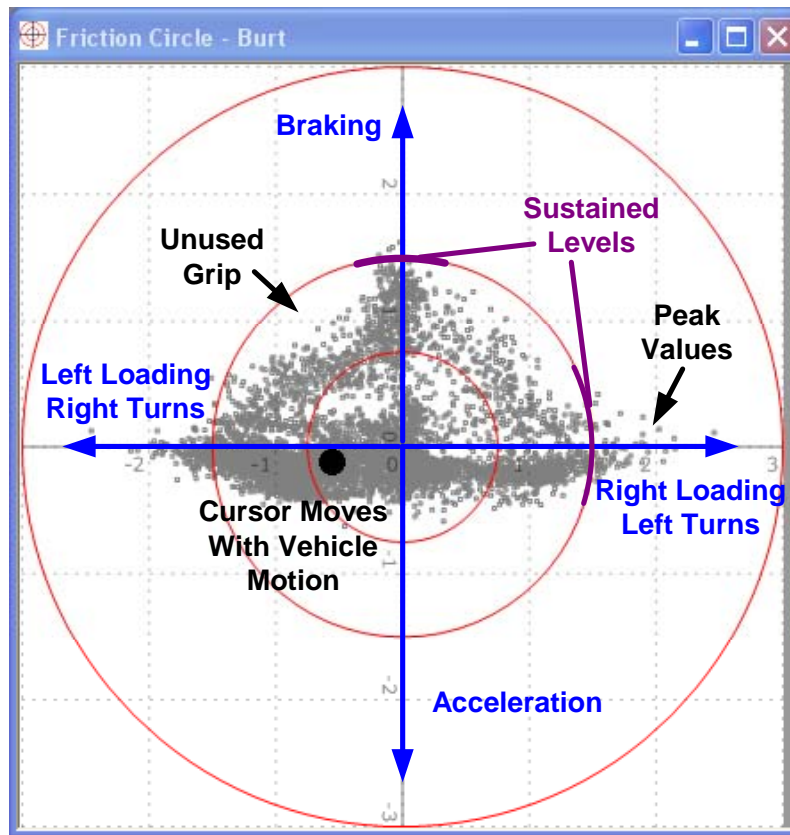 Friction Circle - Burt
Braking
2
Sustained
Levels
Unused
Grip
1
Peak
Values
Left Loading
Right Turns
0
-2
-1
0
1
2
3
Right Loading
Left Turns
Cursor Moves
With Vehicle
Motion
-1
-2
Acceleration
-3